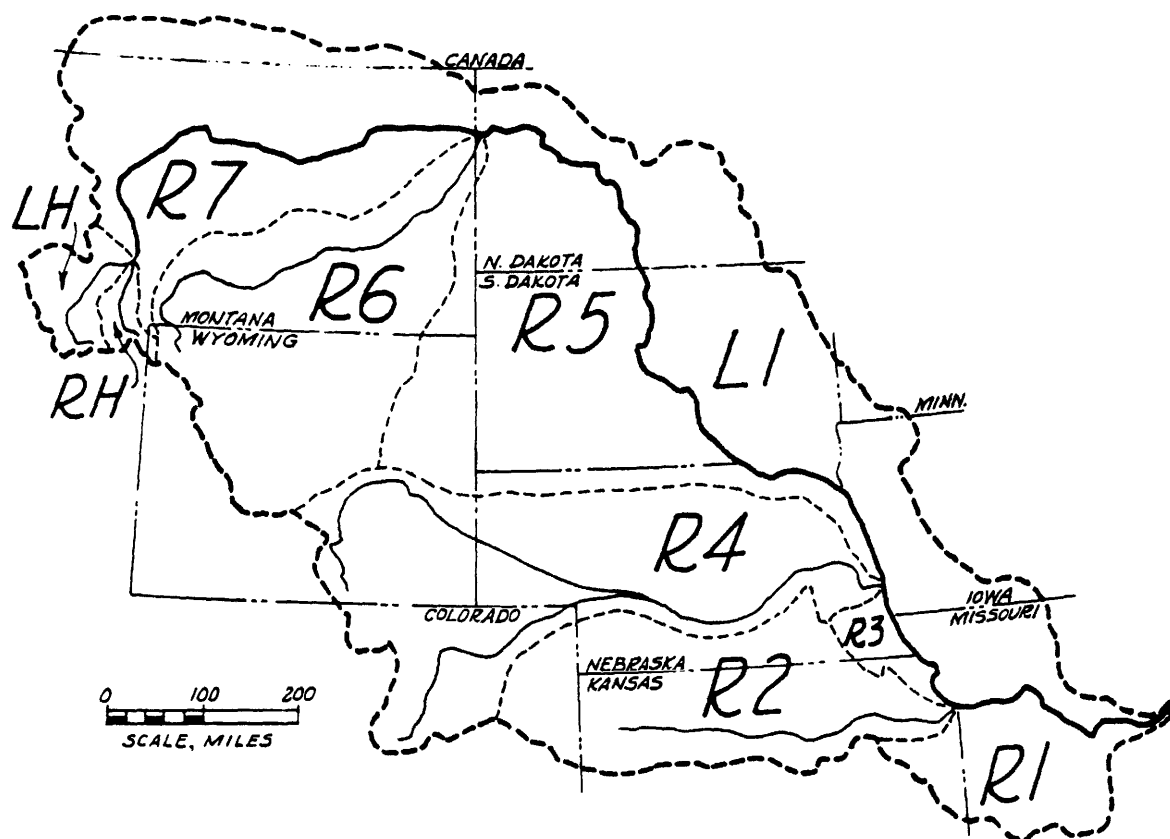 CANADA
R7
LH
N. DAKOTA
S. DAKOTA
R6
R5
MONTANA
WYOMING
L1
RH
MINN.
R4
IOWA
MISSOURI
COLORADO
R3
NEBRASKA
KANSAS
R2
0 100 200
SCALE, MILES
R1